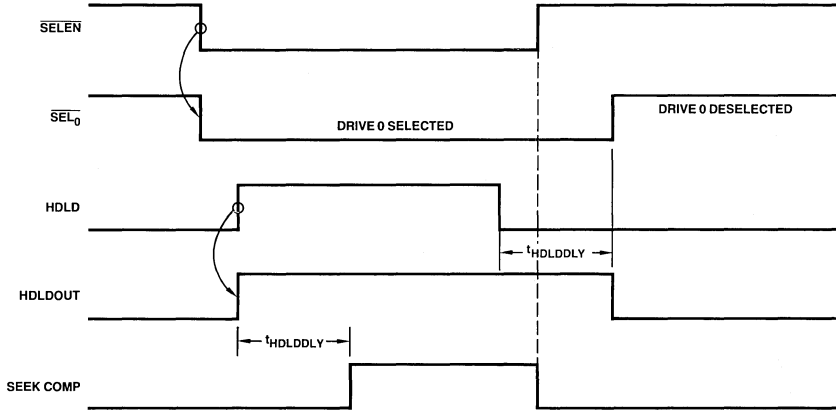 SELEN
SEL0
DRIVE 0 SELECTED
DRIVE 0 DESELECTED
HDLD
tHDLDDLY
HDLDOUT
tHDLDDLY
SEEK COMP